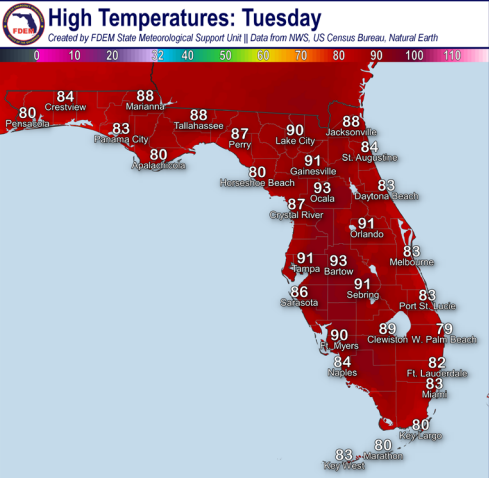 High Temperatures: Tuesday
Created by FDEM State Meteorological Support Unit || Data from NWS, US Census Bureau, Natural Earth
FDEM
0 10 20 32 40 50 60 70 80 90 100 110
84
Crestview
88
Marianna
80
Pensacola
83
Panama City
88
Tallahassee
80
Apalachicola
87
Perry
90
Lake City
88
Jacksonville
84
St. Augustine
91
Gainesville
80
Horseshoe Beach
93
Ocala
83
Daytona Beach
87
Crystal River
91
Orlando
83
Melbourne
91
Tampa
93
Bartow
86
Sarasota
91
Sebring
83
Port St. Lucie
90
Ft. Myers
89
Clewiston
79
W. Palm Beach
84
Naples
82
Ft. Lauderdale
83
Miami
80
Key Largo
80
Marathon
83
Key West